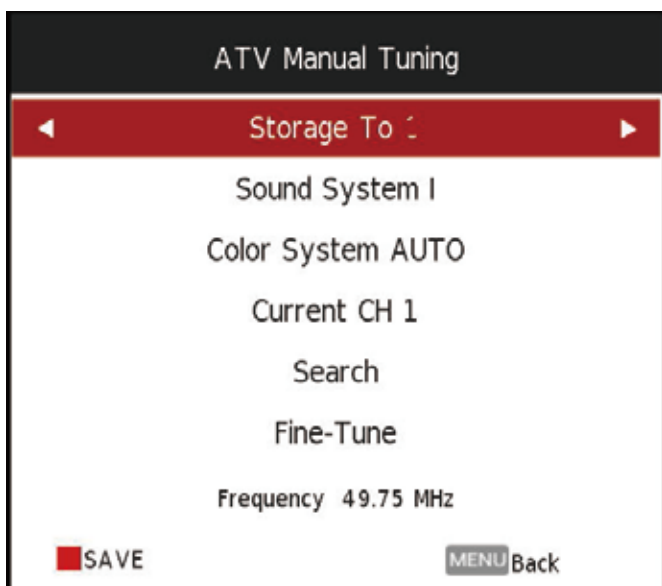 ATV Manual Tuning
Storage To
Sound System I
Color System AUTO
Current CH 1
Search
Fine-Tune
Frequency 49.75 MHz
SAVE MENU Back